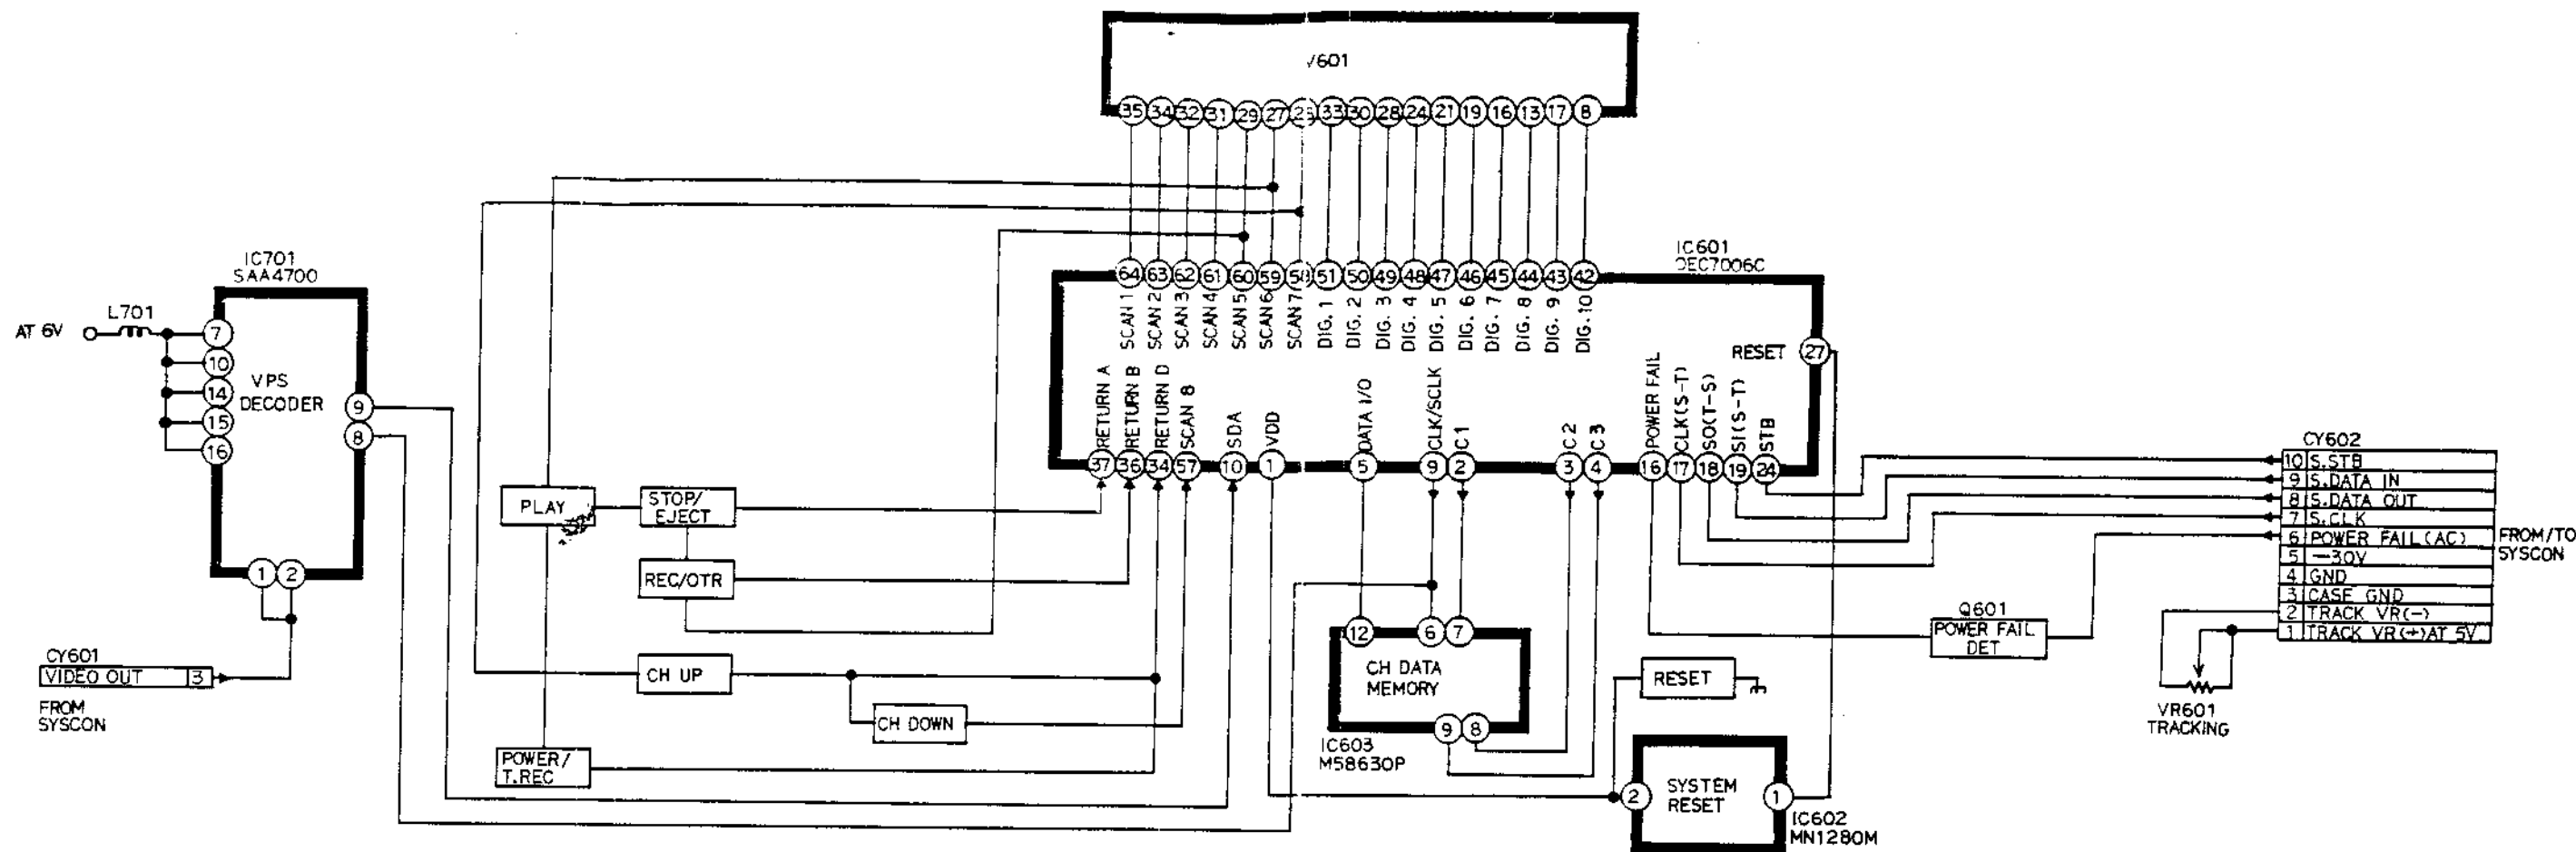 V601
35 34 32 31 29 27 25 33 30 28 24 21 19 16 13 17 8
IC601
64 63 62 61 60 59 58 51 50 49 48 47 46 45 44 43 42
SCAN 1
SCAN 2
SCAN 3
SCAN 4
SCAN 5
SCAN 6
SCAN 7
DIG. 1
DIG. 2
DIG. 3
DIG. 4
DIG. 5
DIG. 6
DIG. 7
DIG. 8
DIG. 9
DIG. 10
RESET 27
RETURN A
RETURN B
RETURN D
SCAN 8
SDA
VDD
DATA I/O
CLK/SCLK
C1
C2
C3
POWER FAIL
CLK(S-T)
SO(T-S)
SI(S-T)
STB
37 36 34 57 10 1 5 9 2 3 4 16 17 18 19 24
IC701
SAA4700
L701
AT 6V
7
10
14
15
16
VPS
DECODER
9
8
1 2
CY601
VIDEO OUT 3
FROM
SYSCON
PLAY
STOP/
EJECT
REC/OTR
CH UP
CH DOWN
POWER/
T.REC
12 6 7
CH DATA
MEMORY
9 8
IC603
M58630P
RESET
2
SYSTEM
RESET
1
IC602
MN1280M
Q601
POWER FAIL
DET
CY602
10 S.STB
9 S.DATA IN
8 S.DATA OUT
7 S.CLK
6 POWER FAIL(AC)
5 —30V
4 GND
3 CASE GND
2 TRACK VR(-)
1 TRACK VR(+)AT 5V
FROM/TO
SYSCON
VR601
TRACKING